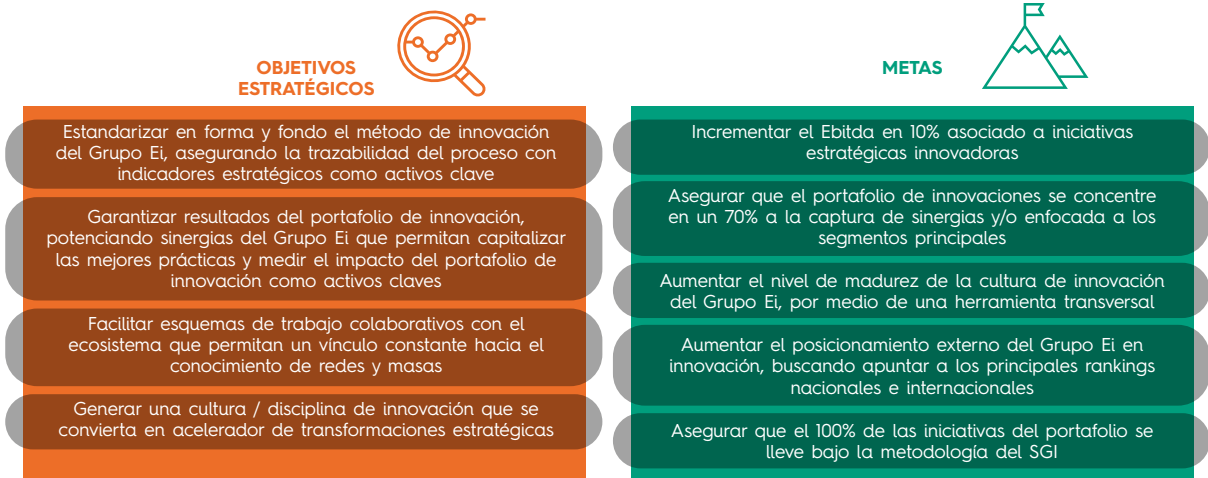 OBJETIVOS
ESTRATÉGICOS
Estandarizar en forma y fondo el método de innovación
del Grupo Ei, asegurando la trazabilidad del proceso con
indicadores estratégicos como activos clave
Garantizar resultados del portafolio de innovación,
potenciando sinergias del Grupo Ei que permitan capitalizar
las mejores prácticas y medir el impacto del portafolio de
innovación como activos claves
Facilitar esquemas de trabajo colaborativos con el
ecosistema que permitan un vínculo constante hacia el
conocimiento de redes y masas
Generar una cultura / disciplina de innovación que se
convierta en acelerador de transformaciones estratégicas
METAS
Incrementar el Ebitda en 10% asociado a iniciativas
estratégicas innovadoras
Asegurar que el portafolio de innovaciones se concentre
en un 70% a la captura de sinergias y/o enfocada a los
segmentos principales
Aumentar el nivel de madurez de la cultura de innovación
del Grupo Ei, por medio de una herramienta transversal
Aumentar el posicionamiento externo del Grupo Ei en
innovación, buscando apuntar a los principales rankings
nacionales e internacionales
Asegurar que el 100% de las iniciativas del portafolio se
lleve bajo la metodología del SGI